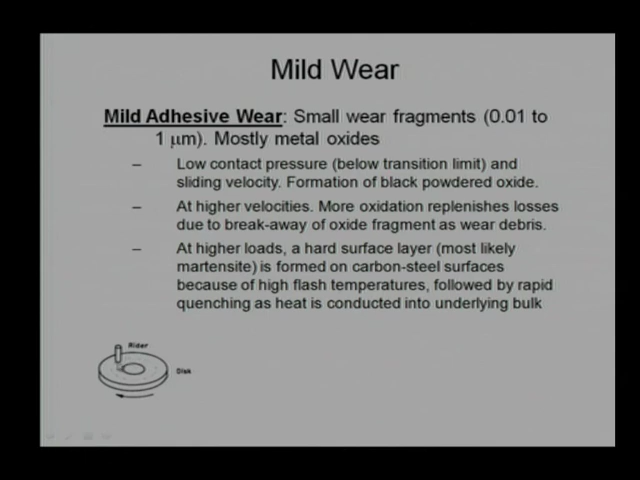 Mild Wear
Mild Adhesive Wear: Small wear fragments (0.01 to
1 μm). Mostly metal oxides
– Low contact pressure (below transition limit) and
sliding velocity. Formation of black powdered oxide.
– At higher velocities. More oxidation replenishes losses
due to break-away of oxide fragment as wear debris.
– At higher loads, a hard surface layer (most likely
martensite) is formed on carbon-steel surfaces
because of high flash temperatures, followed by rapid
quenching as heat is conducted into underlying bulk
Rider
Disk